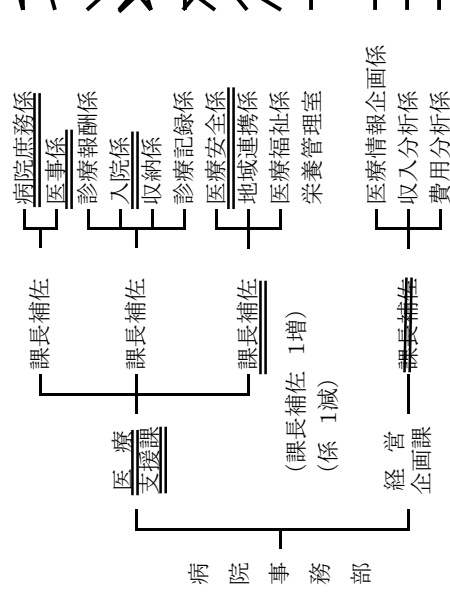 病院事務部
医療
支援課
課長補佐
病院庶務係
医事係
課長補佐
診療報酬係
入院係
収納係
診療記録係
課長補佐
医療安全係
地域連携係
医療福祉係
栄養管理室
(課長補佐 1増)
(係 1減)
経営
企画課
課長補佐
医療情報企画係
収入分析係
費用分析係